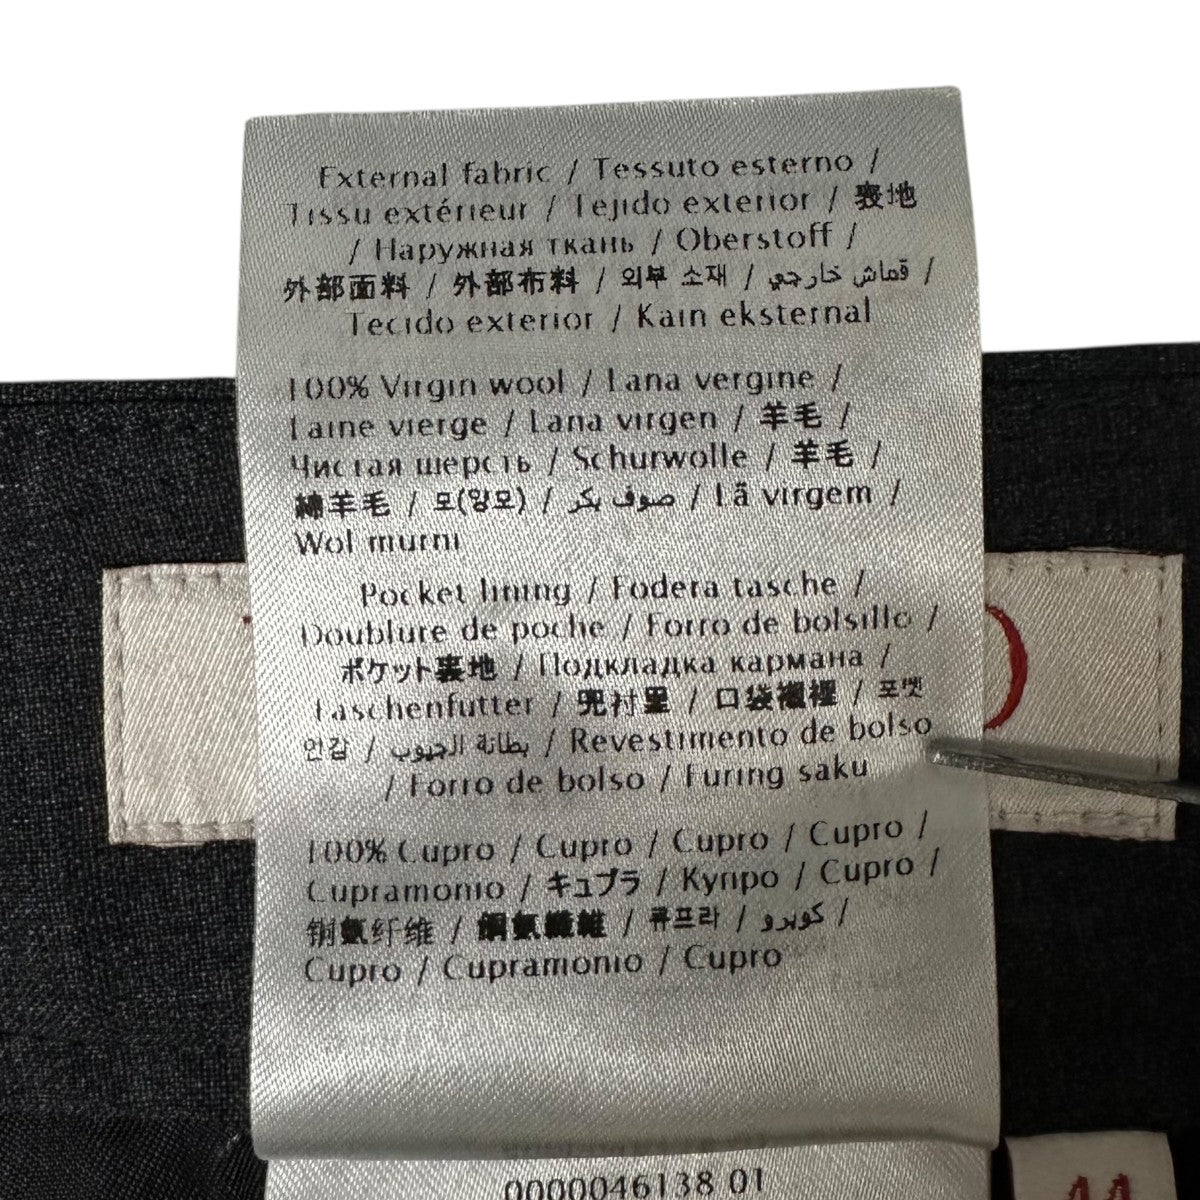 External fabric / Tessuto esterno /
Tissu extérieur / Tejido exterior / 表地
/ Наружная ткань / Oberstoff /
外部面料 / 外部布料 / 외부 소재 / قماش خارجي /
Tecido exterior / Kain eksternal
100% Virgin wool / Lana vergine /
Laine vierge / Lana virgen / 羊毛 /
Чистая шерсть / Schurwolle / 羊毛 /
綿羊毛 / 모(양모) / صوف بكر / Lã virgem /
Wol murni
Pocket lining / Fodera tasche /
Doublure de poche / Forro de bolsillo /
ポケット裏地 / Подкладка кармана /
Taschenfutter / 兜衬里 / 口袋襯裡 / 포켓
안감 / بطانة الجيوب / Revestimento de bolso
/ Forro de bolso / Furing saku
100% Cupro / Cupro / Cupro / Cupro /
Cupramonio / キュプラ / Купро / Cupro /
铜氨纤维 / 銅氨纖維 / 큐프라 / كوبرو /
Cupro / Cupramonio / Cupro
0000046138 01
44